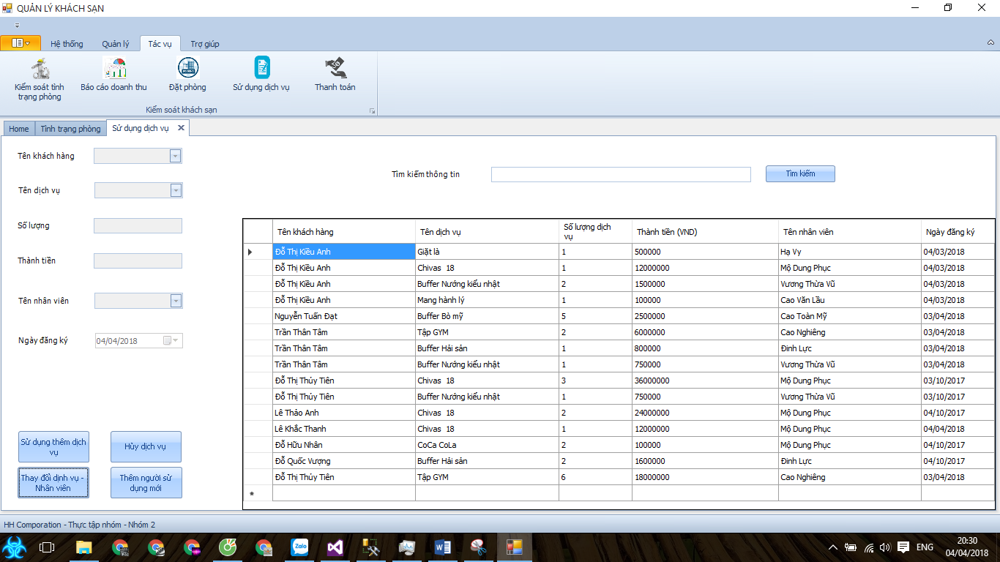 QUẢN LÝ KHÁCH SẠN
Hệ thống Quản lý Tác vụ Trợ giúp
Kiểm soát tình trạng phòng
Báo cáo doanh thu
Đặt phòng
Sử dụng dịch vụ
Thanh toán
Kiểm soát khách sạn
Home Tình trạng phòng Sử dụng dịch vụ
Tên khách hàng
Tên dịch vụ
Số lượng
Thành tiền
Tên nhân viên
Ngày đăng ký 04/04/2018
Sử dụng thêm dịch vụ
Hủy dịch vụ
Thay đổi dịnh vụ - Nhân viên
Thêm người sử dụng mới
Tìm kiếm thông tin Tìm kiếm
Tên khách hàng Tên dịch vụ Số lượng dịch vụ Thành tiền (VND) Tên nhân viên Ngày đăng ký
Đỗ Thị Kiều Anh Giặt là 1 500000 Hạ Vy 04/03/2018
Đỗ Thị Kiều Anh Chivas 18 1 12000000 Mộ Dung Phục 04/03/2018
Đỗ Thị Kiều Anh Buffer Nướng kiểu nhật 2 1500000 Vương Thừa Vũ 04/03/2018
Đỗ Thị Kiều Anh Mang hành lý 1 100000 Cao Văn Lầu 04/03/2018
Nguyễn Tuấn Đạt Buffer Bò mỹ 5 2500000 Cao Toàn Mỹ 03/04/2018
Trần Thân Tâm Tập GYM 2 6000000 Cao Nghiêng 03/04/2018
Trần Thân Tâm Buffer Hải sản 1 800000 Đinh Lực 03/04/2018
Trần Thân Tâm Buffer Nướng kiểu nhật 1 750000 Vương Thừa Vũ 03/04/2018
Đỗ Thị Thủy Tiên Chivas 18 3 36000000 Mộ Dung Phục 03/10/2017
Đỗ Thị Thủy Tiên Buffer Nướng kiểu nhật 1 750000 Vương Thừa Vũ 03/10/2017
Lê Thảo Anh Chivas 18 2 24000000 Mộ Dung Phục 04/10/2017
Lê Khắc Thanh Chivas 18 1 12000000 Mộ Dung Phục 04/04/2018
Đỗ Hữu Nhân CoCa CoLa 2 100000 Mộ Dung Phục 04/10/2017
Đỗ Quốc Vượng Buffer Hải sản 2 1600000 Đinh Lực 04/10/2017
Đỗ Thị Thủy Tiên Tập GYM 6 18000000 Cao Nghiêng 03/04/2018
HH Comporation - Thực tập nhóm - Nhóm 2
Zalo
ENG
20:30
04/04/2018